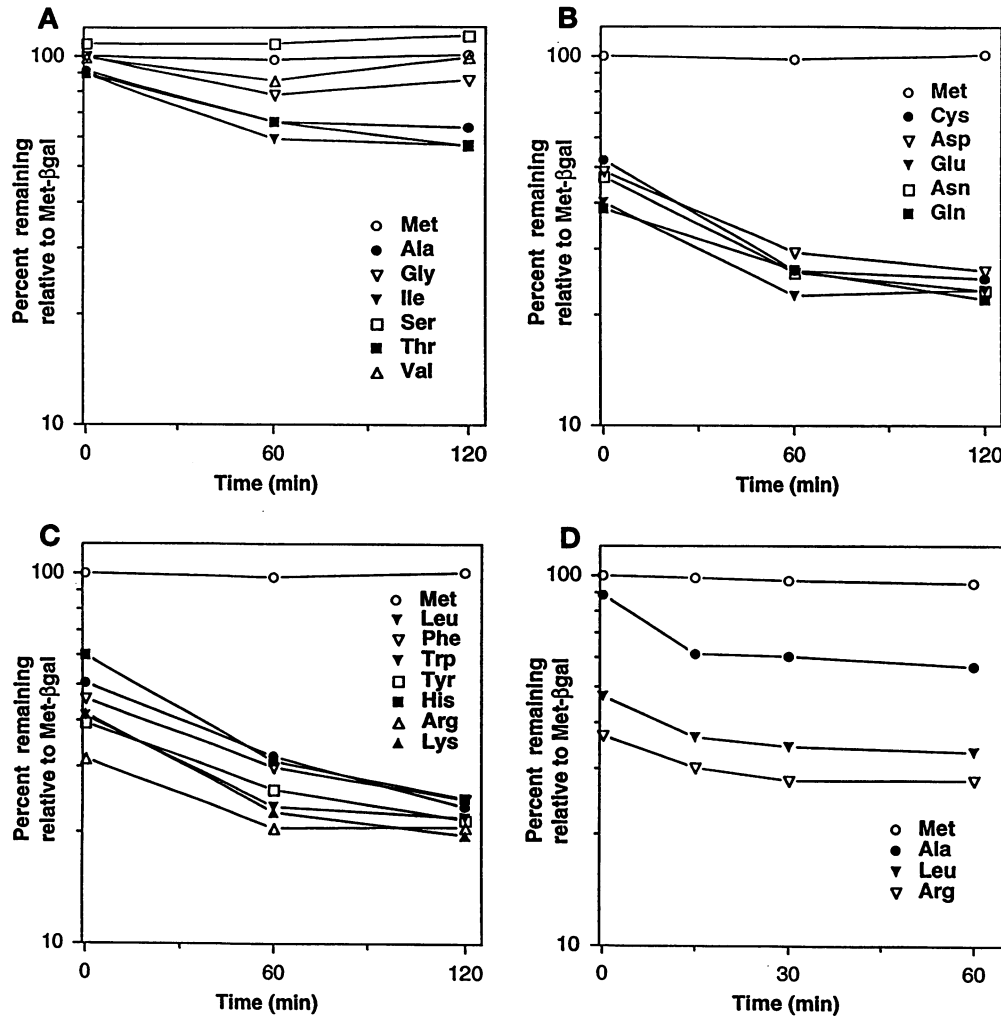 A
100
10
Percent remaining
relative to Met-βgal
Met
Ala
Gly
Ile
Ser
Thr
Val
0
60
120
Time (min)
B
100
10
Percent remaining
relative to Met-βgal
Met
Cys
Asp
Glu
Asn
Gln
0
60
120
Time (min)
C
100
10
Percent remaining
relative to Met-βgal
Met
Leu
Phe
Trp
Tyr
His
Arg
Lys
0
60
120
Time (min)
D
100
10
Percent remaining
relative to Met-βgal
Met
Ala
Leu
Arg
0
30
60
Time (min)